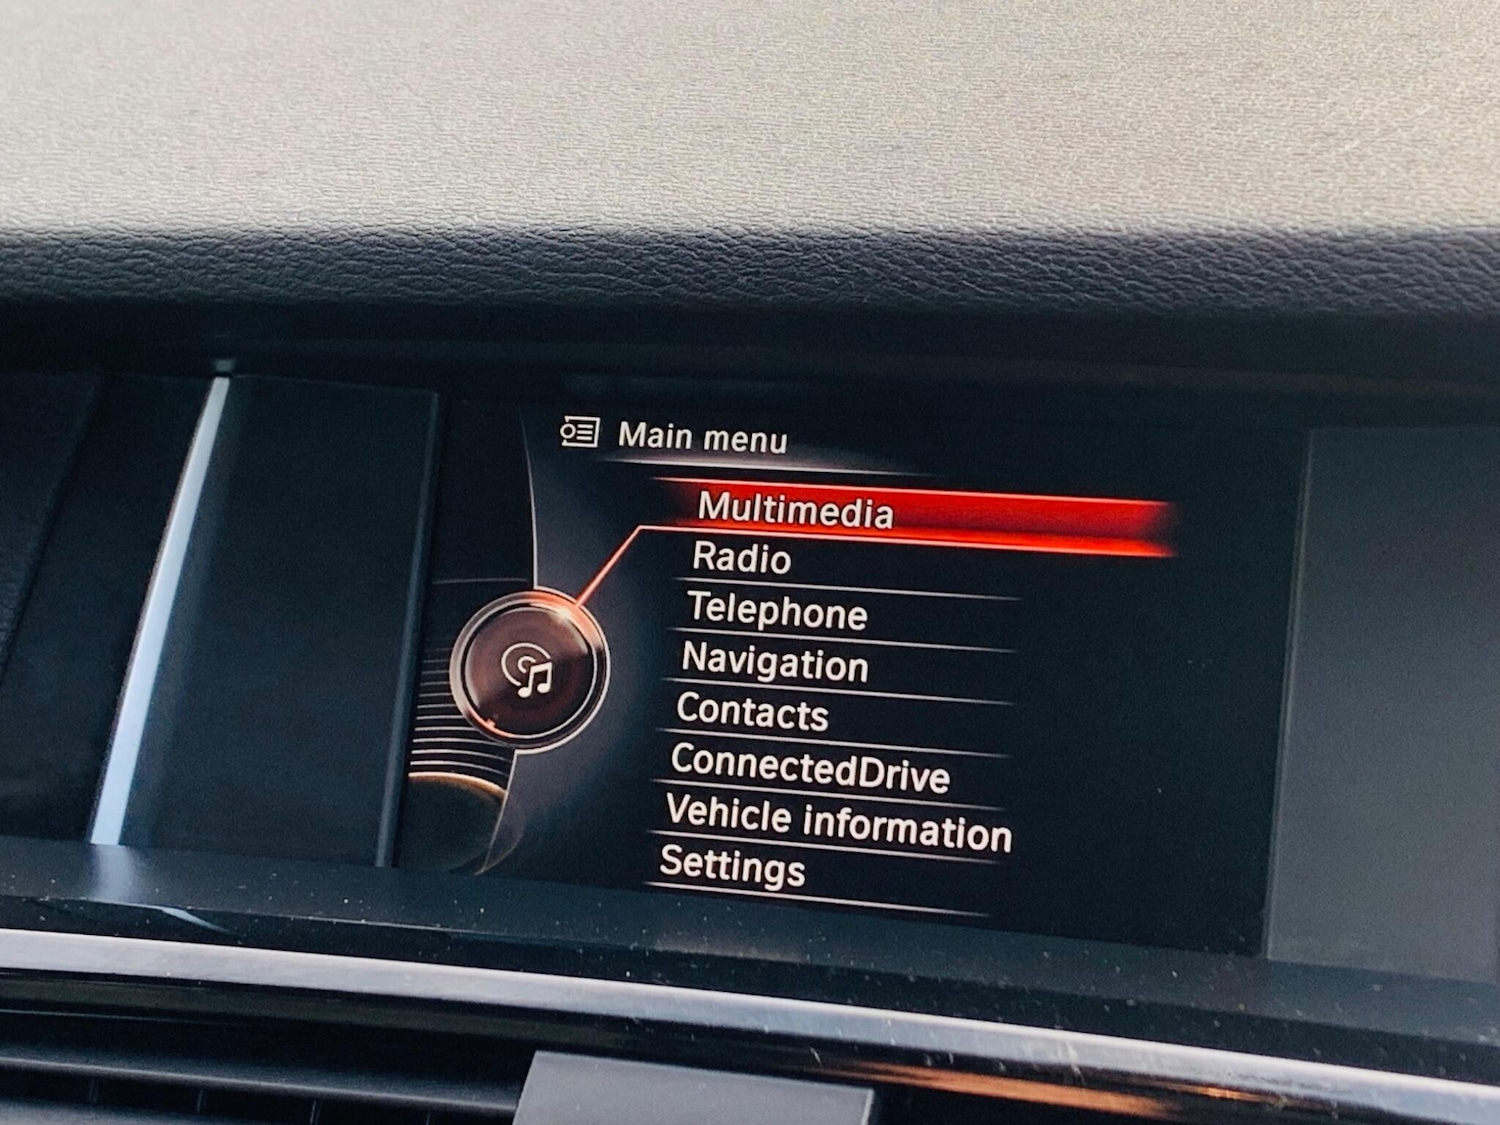 Main menu
Multimedia
Radio
Telephone
Navigation
Contacts
ConnectedDrive
Vehicle information
Settings